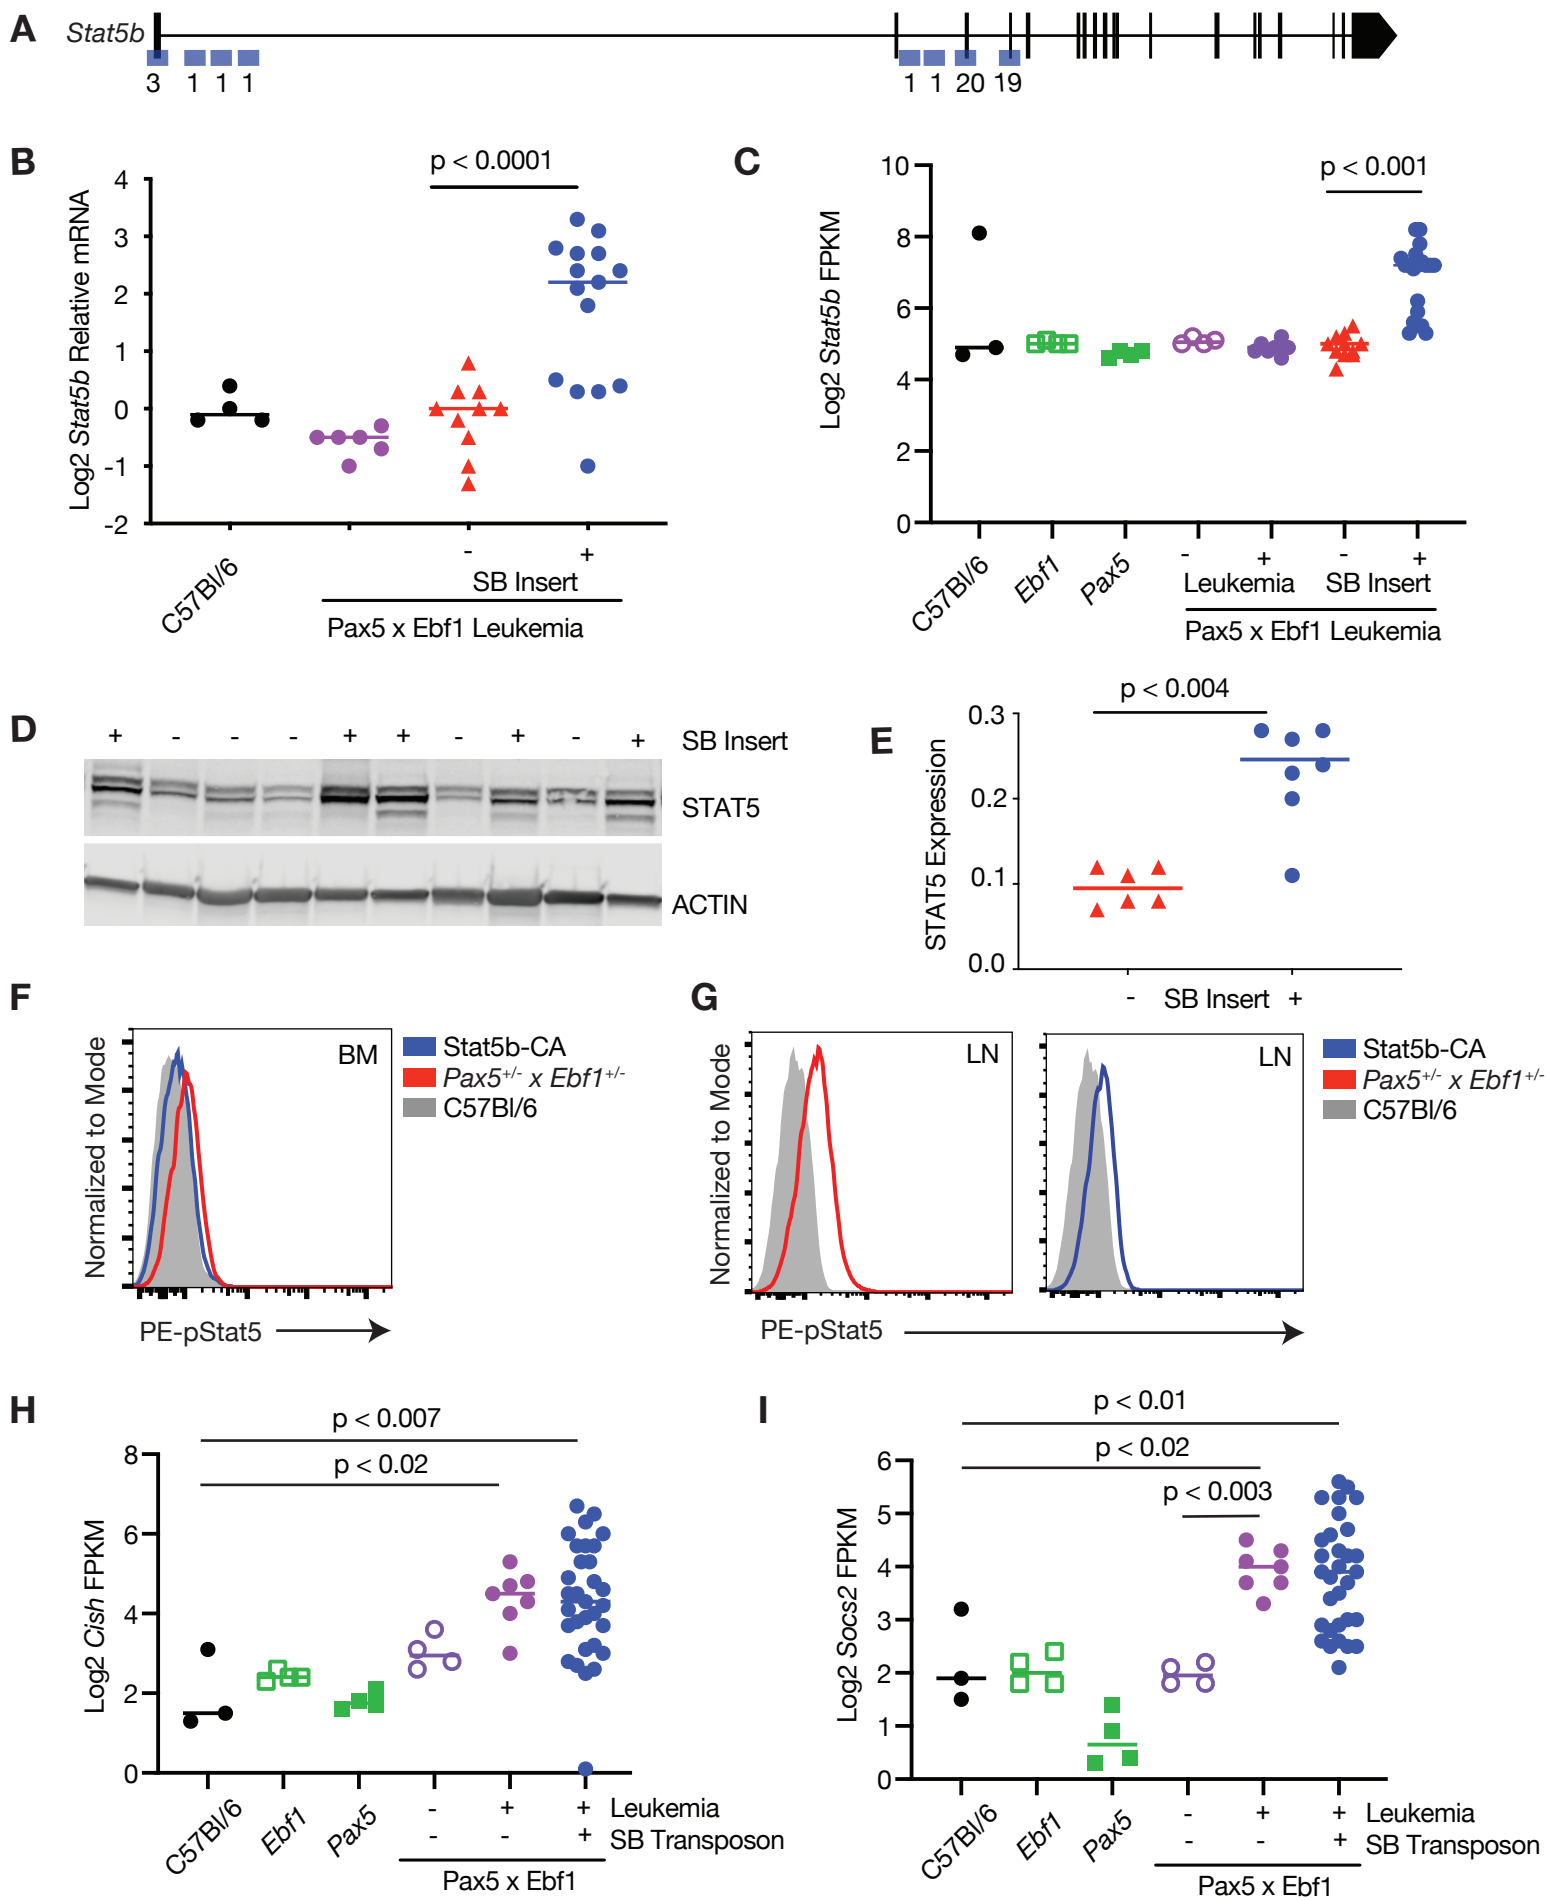 A
Stat5b
3 1 1 1 1 1 20 19
B
p < 0.0001
Log2 Stat5b Relative mRNA
4
3
2
1
0
-1
-2
C57Bl/6
- +
SB Insert
Pax5 x Ebf1 Leukemia
C
p < 0.001
Log2 Stat5b FPKM
10
8
6
4
2
0
C57Bl/6 Ebf1 Pax5
- + - +
Leukemia SB Insert
Pax5 x Ebf1 Leukemia
D
+ - - - + + - + - + SB Insert
STAT5
ACTIN
E
p < 0.004
STAT5 Expression
0.3
0.2
0.1
0.0
- SB Insert +
F
Normalized to Mode
BM
Stat5b-CA
Pax5+/- x Ebf1+/-
C57Bl/6
PE-pStat5
G
Normalized to Mode
LN
LN
Stat5b-CA
Pax5+/- x Ebf1+/-
C57Bl/6
PE-pStat5
H
p < 0.007
p < 0.02
Log2 Cish FPKM
8
6
4
2
0
C57Bl/6 Ebf1 Pax5
- + + Leukemia
- - + SB Transposon
Pax5 x Ebf1
I
p < 0.01
p < 0.02
p < 0.003
Log2 Socs2 FPKM
6
5
4
3
2
1
0
C57Bl/6 Ebf1 Pax5
- + + Leukemia
- - + SB Transposon
Pax5 x Ebf1